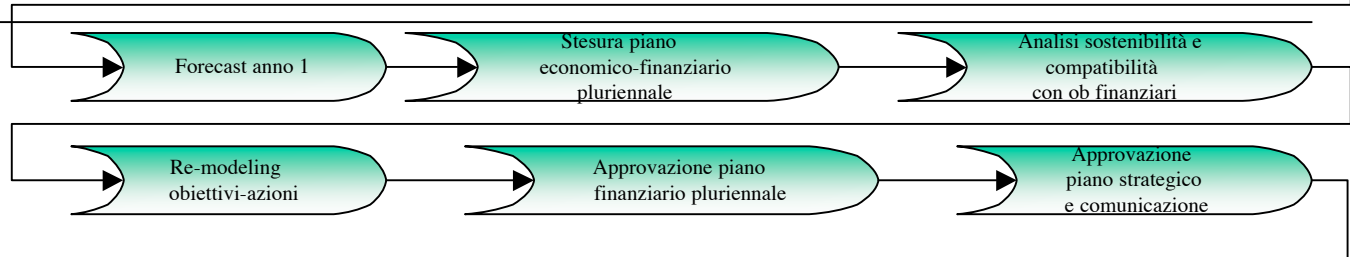 Forecast anno 1
Stesura piano
economico-finanziario
pluriennale
Analisi sostenibilità e
compatibilità
con ob finanziari
Re-modeling
obiettivi-azioni
Approvazione piano
finanziario pluriennale
Approvazione
piano strategico
e comunicazione